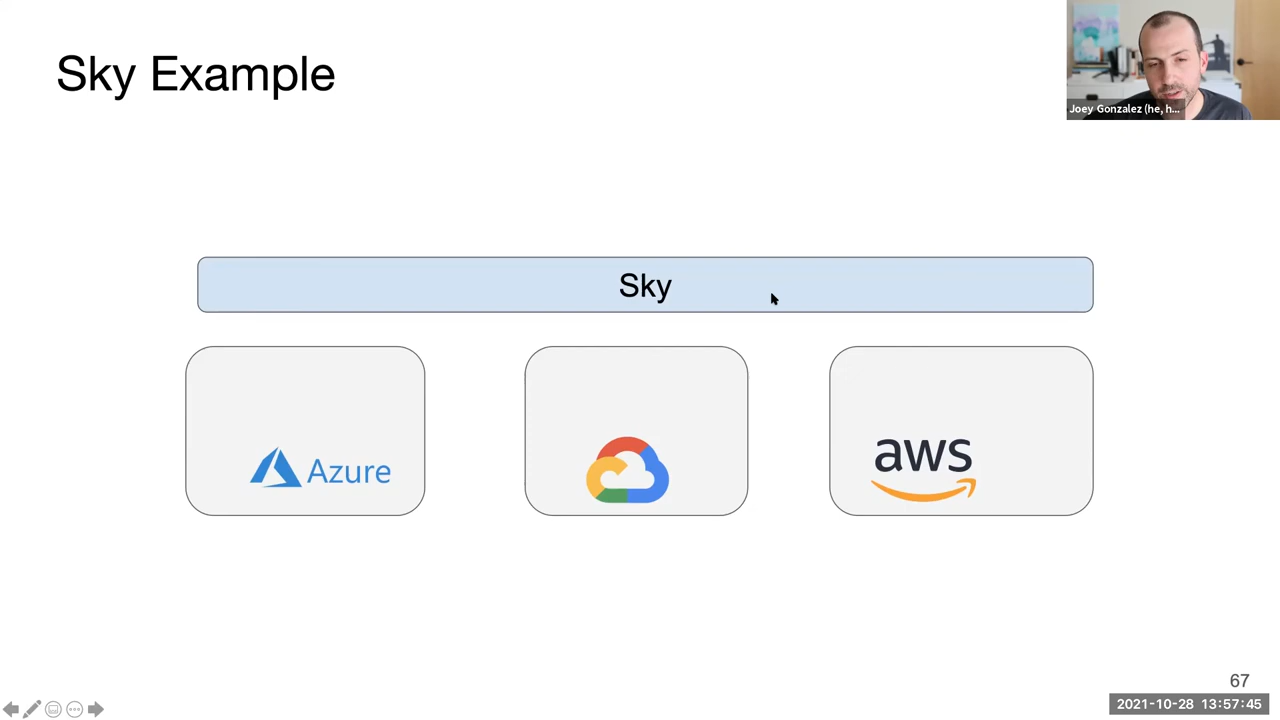 Sky Example
Joey Gonzalez (he, h...
Sky
Azure
aws
67
2021-10-28 13:57:45